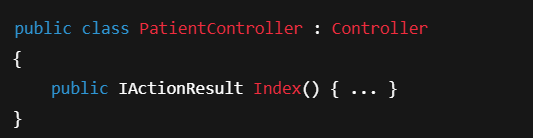 public class PatientController : Controller
{
    public IActionResult Index() { ... }
}